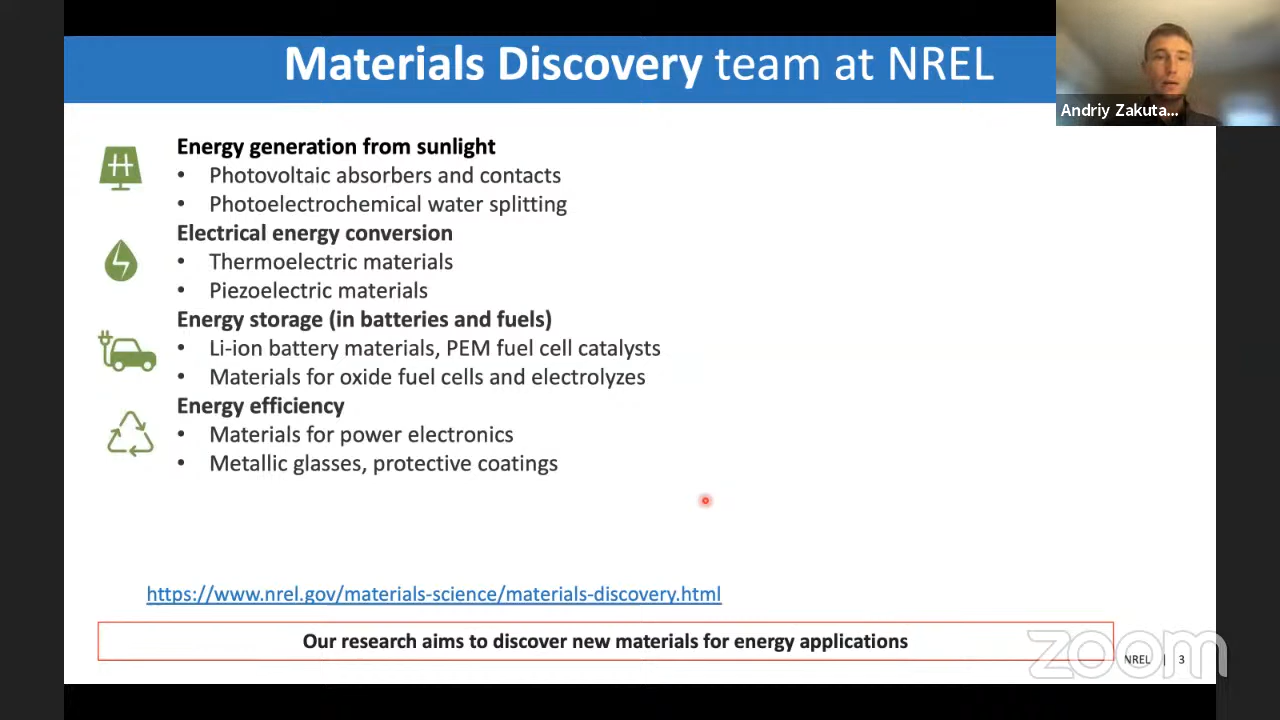 Materials Discovery team at NREL
Andriy Zakuta...
Energy generation from sunlight
• Photovoltaic absorbers and contacts
• Photoelectrochemical water splitting
Electrical energy conversion
• Thermoelectric materials
• Piezoelectric materials
Energy storage (in batteries and fuels)
• Li-ion battery materials, PEM fuel cell catalysts
• Materials for oxide fuel cells and electrolyzes
Energy efficiency
• Materials for power electronics
• Metallic glasses, protective coatings
https://www.nrel.gov/materials-science/materials-discovery.html
Our research aims to discover new materials for energy applications
zoom
NREL | 3